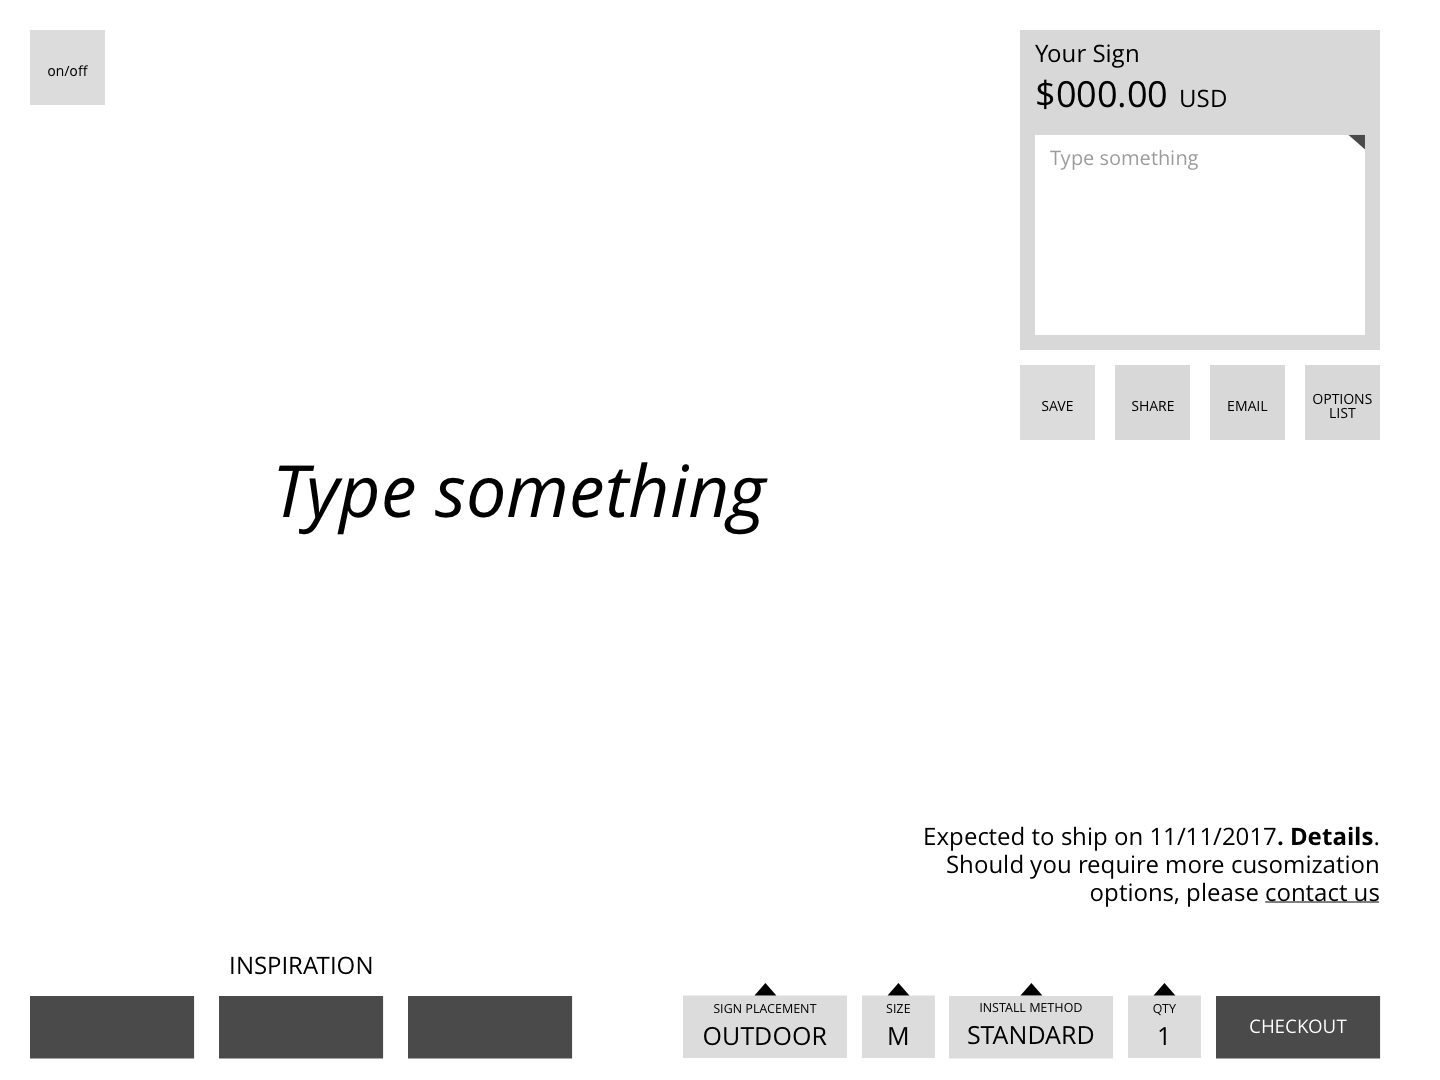 on/off
Your Sign
$000.00 USD
Type something
SAVE
SHARE
EMAIL
OPTIONS
LIST
Type something
Expected to ship on 11/11/2017. Details.
Should you require more cusomization
options, please contact us
INSPIRATION
SIGN PLACEMENT
OUTDOOR
SIZE
M
INSTALL METHOD
STANDARD
QTY
1
CHECKOUT